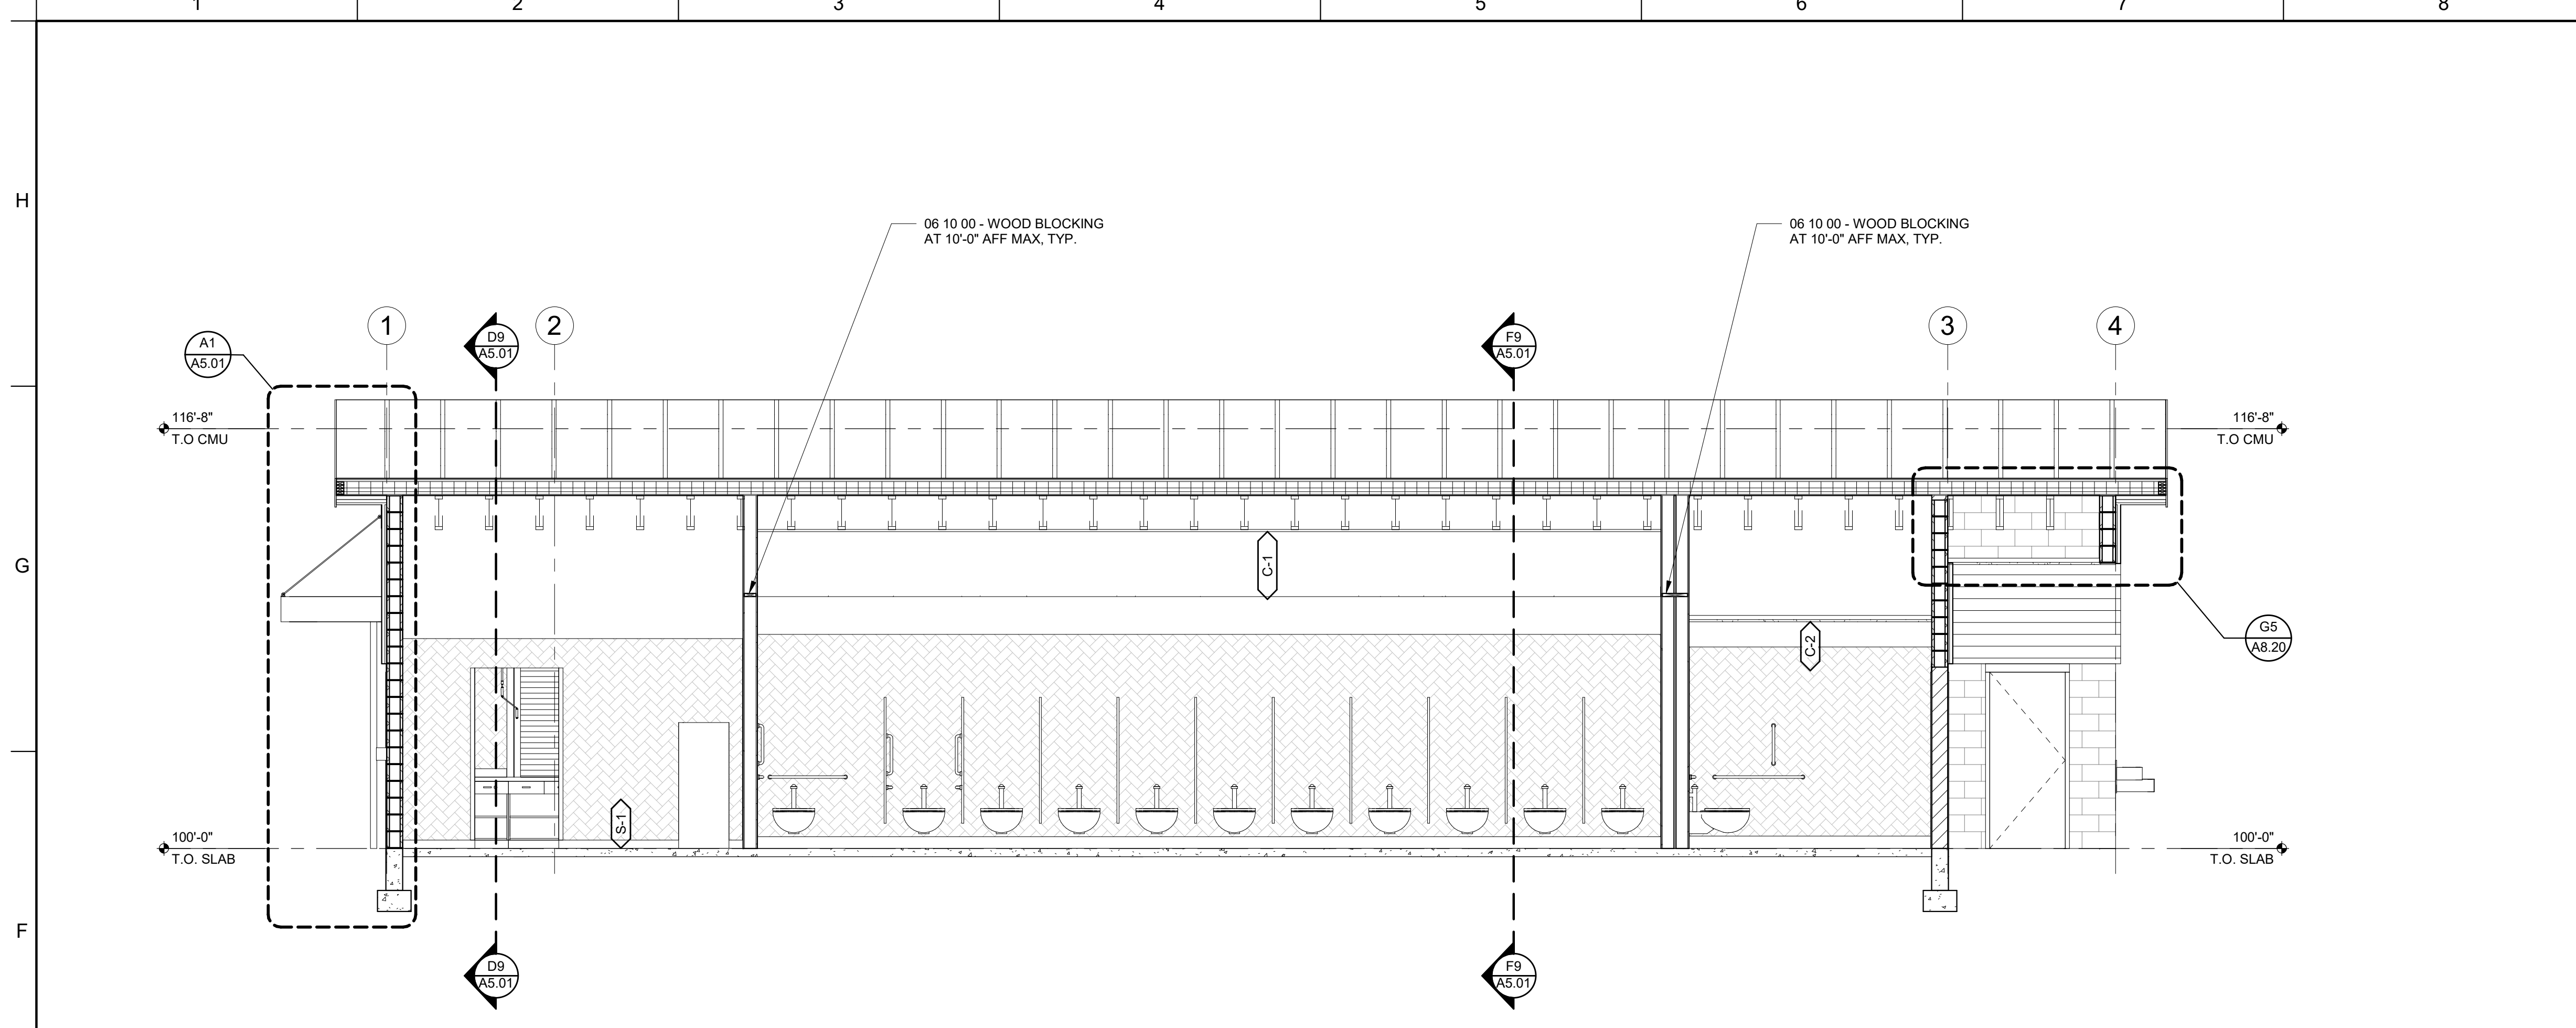 1 2 3 4 5 6 7 8
H
06 10 00 - WOOD BLOCKING
AT 10'-0" AFF MAX, TYP.
06 10 00 - WOOD BLOCKING
AT 10'-0" AFF MAX, TYP.
1
D9
A5.01
2
F9
A5.01
3
4
A1
A5.01
116'-8"
T.O CMU
116'-8"
T.O CMU
G
C-1
C-2
G5
A8.20
S-1
100'-0"
T.O. SLAB
100'-0"
T.O. SLAB
F
D9
A5.01
F9
A5.01